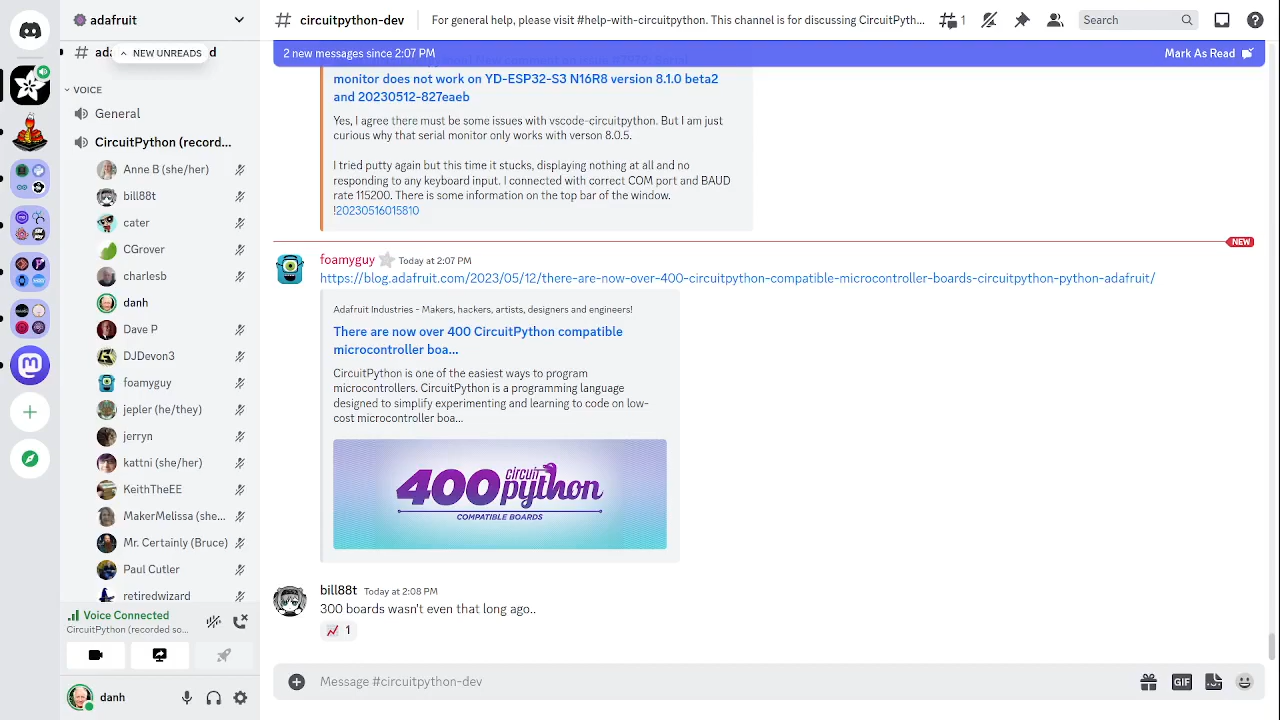 adafruit
# circuitpython-dev
For general help, please visit #help-with-circuitpython. This channel is for discussing CircuitPyth...
1
Search
# ada
d
NEW UNREADS
2 new messages since 2:07 PM
Mark As Read
VOICE
General
CircuitPython (record...
Anne B (she/her)
bill88t
cater
CGrover
charlesb
danh
Dave P
DJDevon3
foamyguy
jepler (he/they)
jerryn
kattni (she/her)
KeithTheEE
MakerMelissa (she...
Mr. Certainly (Bruce)
Paul Cutler
retiredwizard
Voice Connected
CircuitPython (recorded so...
danh
monitor does not work on YD-ESP32-S3 N16R8 version 8.1.0 beta2
and 20230512-827eaeb
Yes, I agree there must be some issues with vscode-circuitpython. But I am just
curious why that serial monitor only works with verson 8.0.5.
I tried putty again but this time it stucks, displaying nothing at all and no
responding to any keyboard input. I connected with correct COM port and BAUD
rate 115200. There is some information on the top bar of the window.
!20230516015810
NEW
foamyguy Today at 2:07 PM
https://blog.adafruit.com/2023/05/12/there-are-now-over-400-circuitpython-compatible-microcontroller-boards-circuitpython-python-adafruit/
Adafruit Industries - Makers, hackers, artists, designers and engineers!
There are now over 400 CircuitPython compatible
microcontroller boa...
CircuitPython is one of the easiest ways to program
microcontrollers. CircuitPython is a programming language
designed to simplify experimenting and learning to code on low-
cost microcontroller boa...
400 circuit python
COMPATIBLE BOARDS
bill88t Today at 2:08 PM
300 boards wasn't even that long ago..
1
Message #circuitpython-dev
GIF